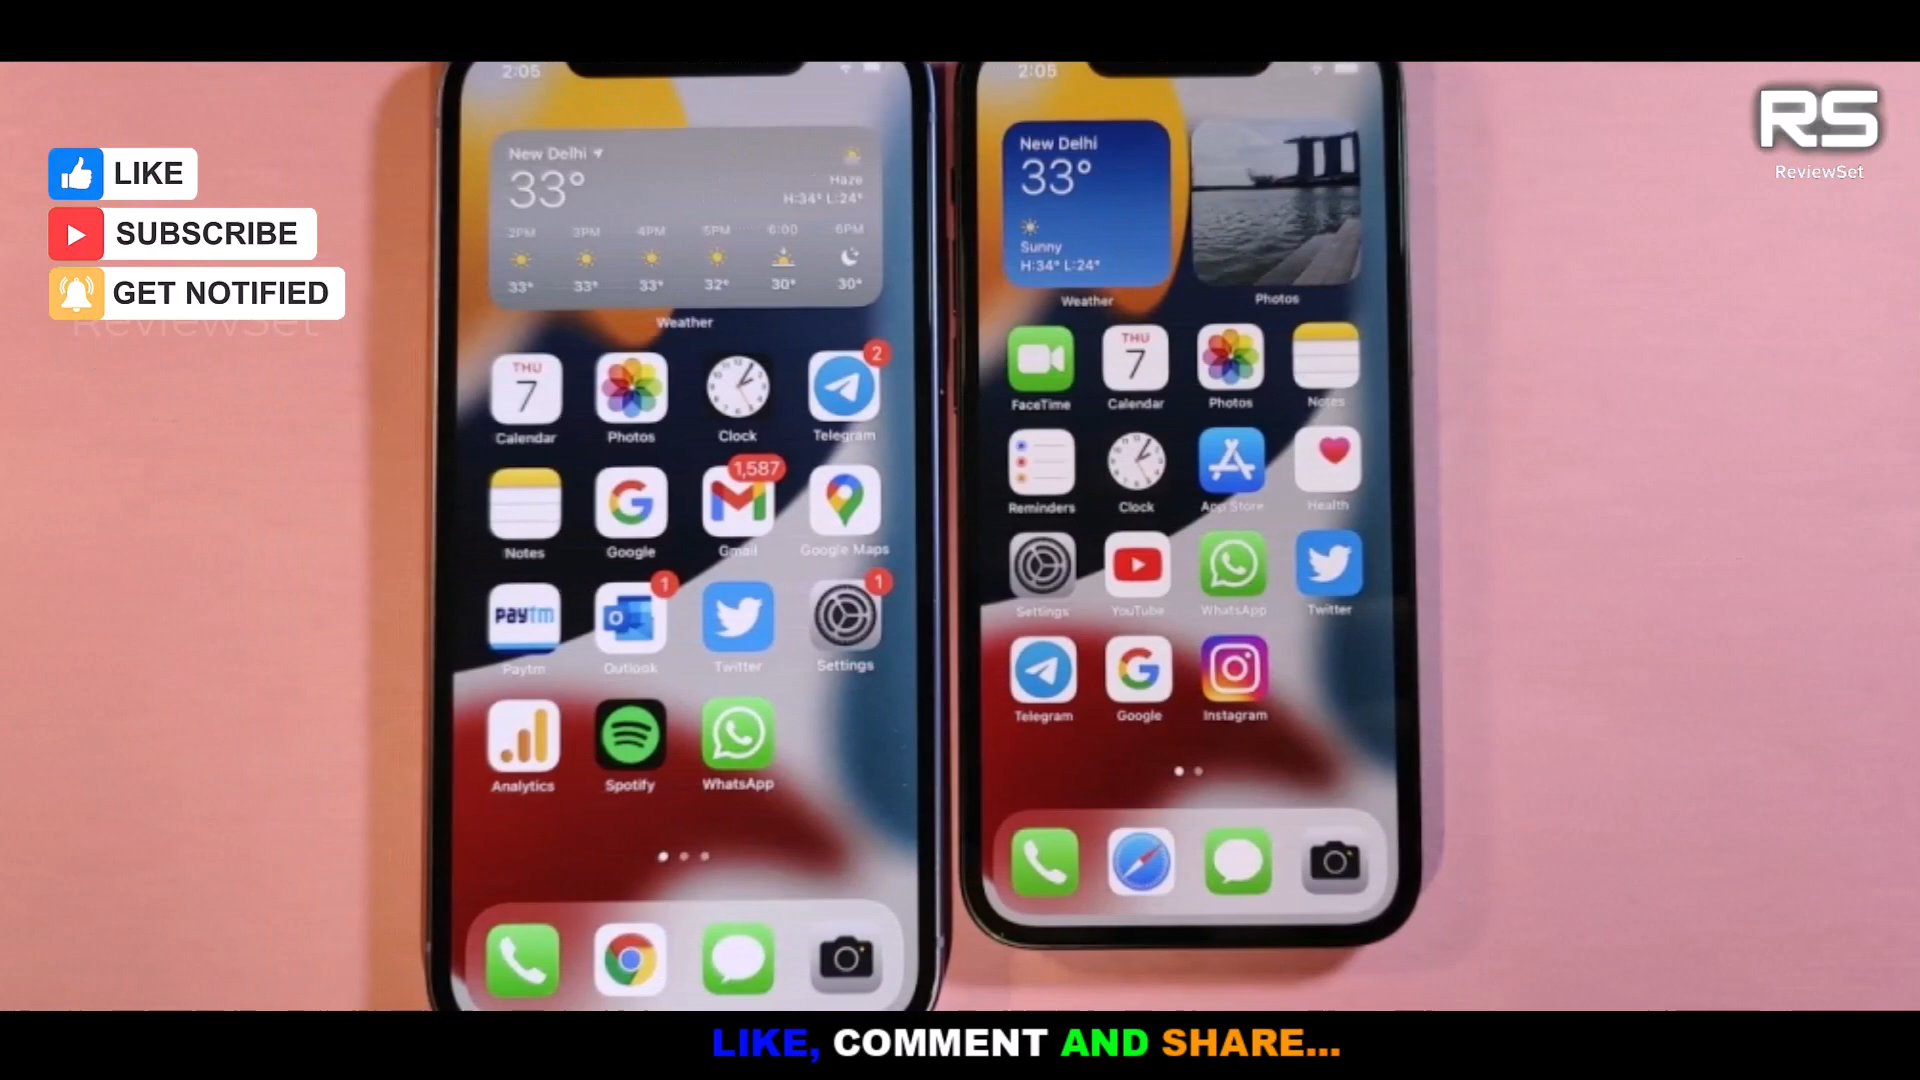 LIKE
SUBSCRIBE
GET NOTIFIED
ReviewSet
RS
ReviewSet
2:05
New Delhi
33°
Haze
H:34° L:24°
2PM 3PM 4PM 5PM 6:00 6PM
33° 33° 33° 32° 30° 30°
Weather
THU
7
2
Calendar Photos Clock Telegram
1,587
Notes Google Gmail Google Maps
paytm
1
1
Paytm Outlook Twitter Settings
Analytics Spotify WhatsApp
2:05
New Delhi
33°
Sunny
H:34° L:24°
Weather Photos
THU
7
FaceTime Calendar Photos Notes
Reminders Clock App Store Health
Settings YouTube WhatsApp Twitter
Telegram Google Instagram
LIKE, COMMENT AND SHARE...